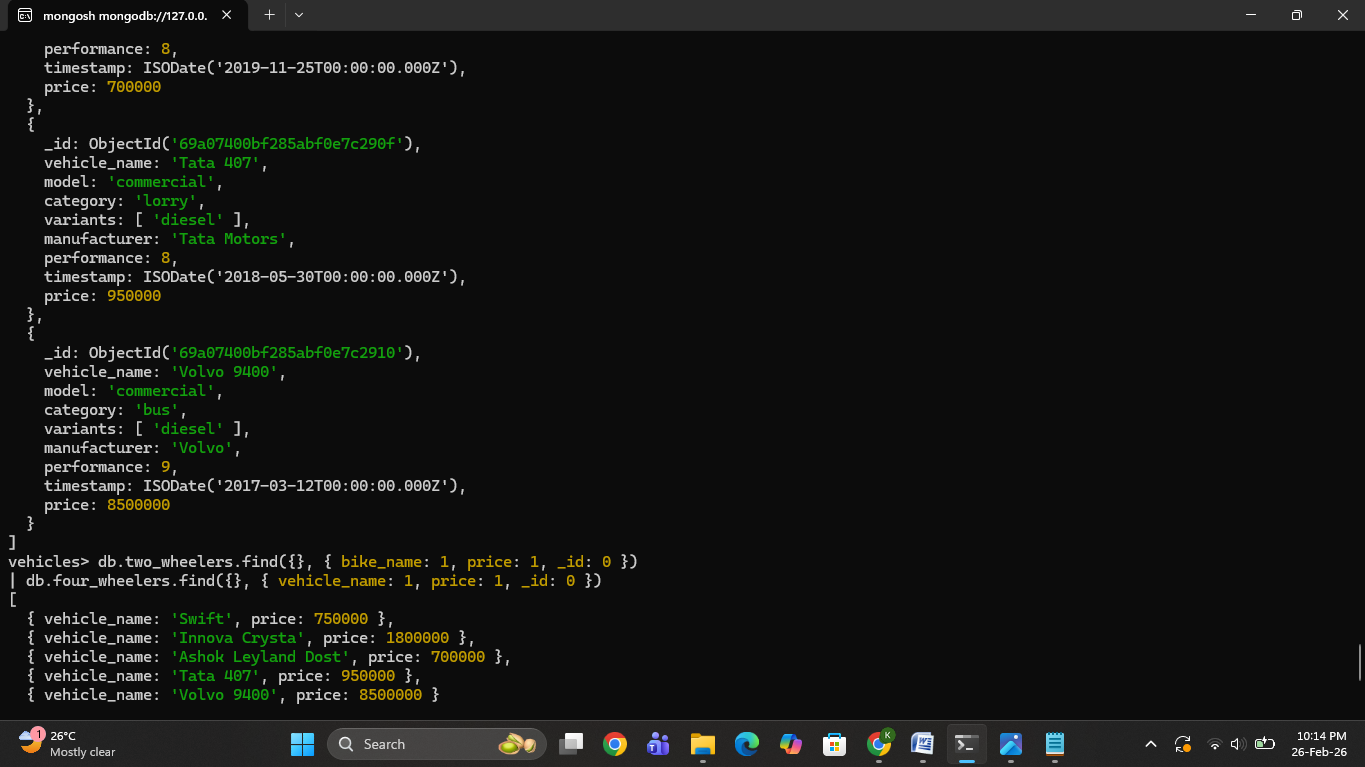 mongosh mongodb://127.0.0.
performance: 8,
timestamp: ISODate('2019-11-25T00:00:00.000Z'),
price: 700000
},
{
_id: ObjectId('69a07400bf285abf0e7c290f'),
vehicle_name: 'Tata 407',
model: 'commercial',
category: 'lorry',
variants: [ 'diesel' ],
manufacturer: 'Tata Motors',
performance: 8,
timestamp: ISODate('2018-05-30T00:00:00.000Z'),
price: 950000
},
{
_id: ObjectId('69a07400bf285abf0e7c2910'),
vehicle_name: 'Volvo 9400',
model: 'commercial',
category: 'bus',
variants: [ 'diesel' ],
manufacturer: 'Volvo',
performance: 9,
timestamp: ISODate('2017-03-12T00:00:00.000Z'),
price: 8500000
}
]
vehicles> db.two_wheelers.find({}, { bike_name: 1, price: 1, _id: 0 })
| db.four_wheelers.find({}, { vehicle_name: 1, price: 1, _id: 0 })
[
{ vehicle_name: 'Swift', price: 750000 },
{ vehicle_name: 'Innova Crysta', price: 1800000 },
{ vehicle_name: 'Ashok Leyland Dost', price: 700000 },
{ vehicle_name: 'Tata 407', price: 950000 },
{ vehicle_name: 'Volvo 9400', price: 8500000 }
1
26°C
Mostly clear
Search
K
10:14 PM
26-Feb-26